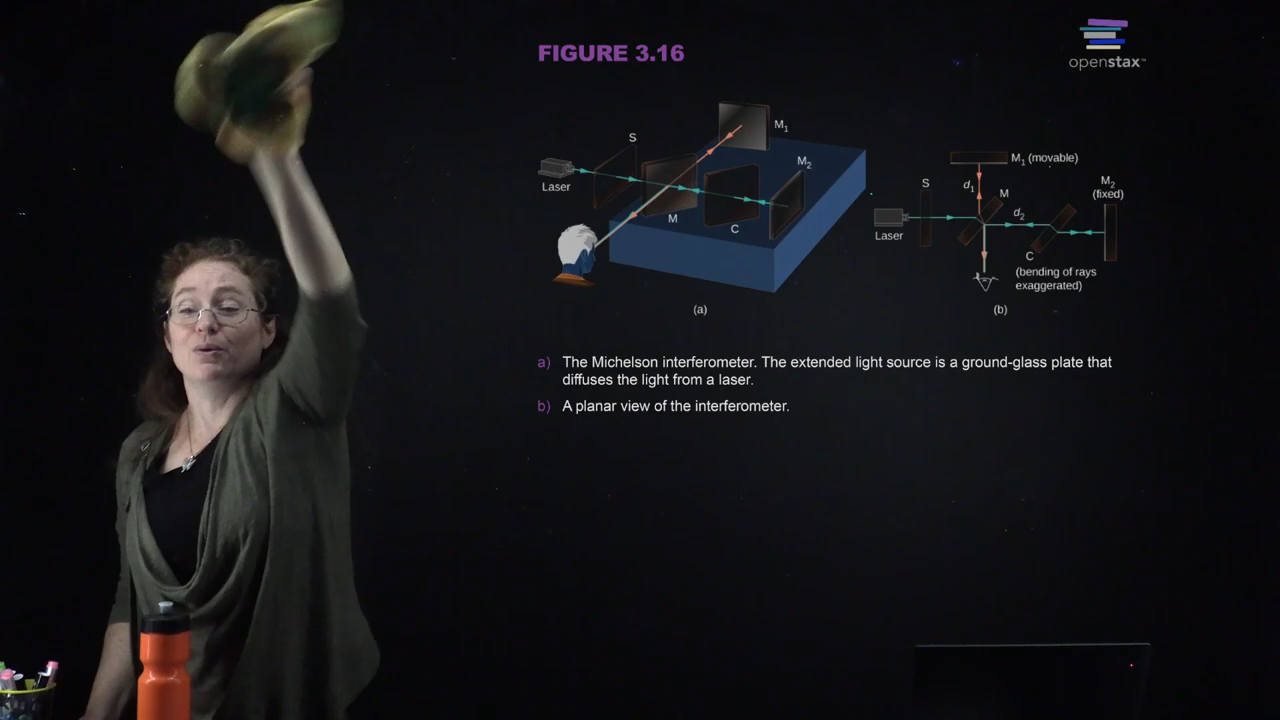 FIGURE 3.16
openstax™
Laser
S
M
C
M1
M2
(a)
Laser
S
M1 (movable)
d1
M
d2
M2
(fixed)
C
(bending of rays
exaggerated)
(b)
a) The Michelson interferometer. The extended light source is a ground-glass plate that
diffuses the light from a laser.
b) A planar view of the interferometer.